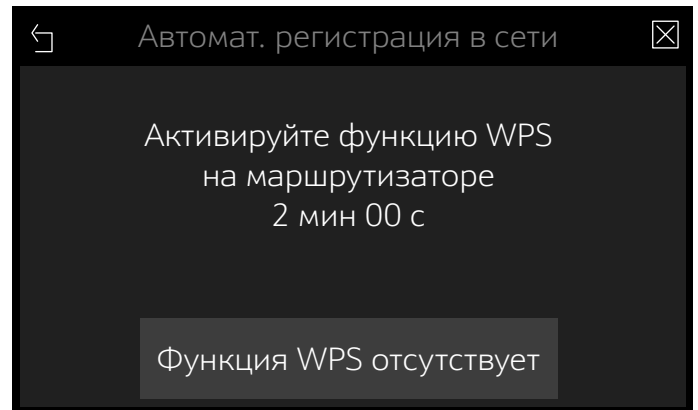 Автомат. регистрация в сети
Активируйте функцию WPS
на маршрутизаторе
2 мин 00 с
Функция WPS отсутствует